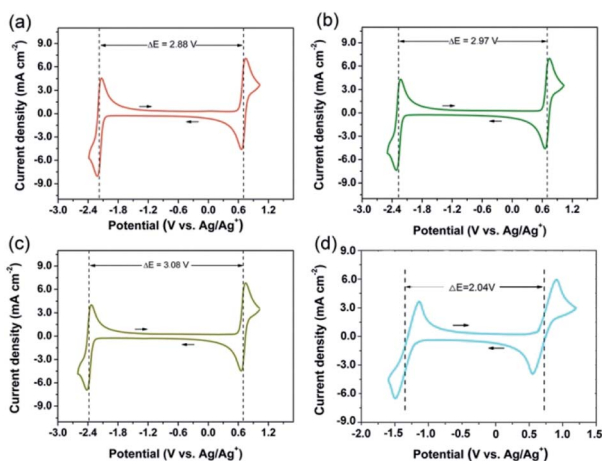 (a)
ΔE = 2.88 V
Current density (mA cm⁻²)
9.0
6.0
3.0
0.0
-3.0
-6.0
-9.0
-3.0 -2.4 -1.8 -1.2 -0.6 0.0 0.6 1.2
Potential (V vs. Ag/Ag⁺)
(b)
ΔE = 2.97 V
Current density (mA cm⁻²)
9.0
6.0
3.0
0.0
-3.0
-6.0
-9.0
-3.0 -2.4 -1.8 -1.2 -0.6 0.0 0.6 1.2
Potential (V vs. Ag/Ag⁺)
(c)
ΔE = 3.08 V
Current density (mA cm⁻²)
9.0
6.0
3.0
0.0
-3.0
-6.0
-9.0
-3.0 -2.4 -1.8 -1.2 -0.6 0.0 0.6 1.2
Potential (V vs. Ag/Ag⁺)
(d)
△E=2.04V
Current density (mA cm⁻²)
9.0
6.0
3.0
0.0
-3.0
-6.0
-9.0
-2.0 -1.5 -1.0 -0.5 0.0 0.5 1.0 1.5
Potential (V vs. Ag/Ag⁺)